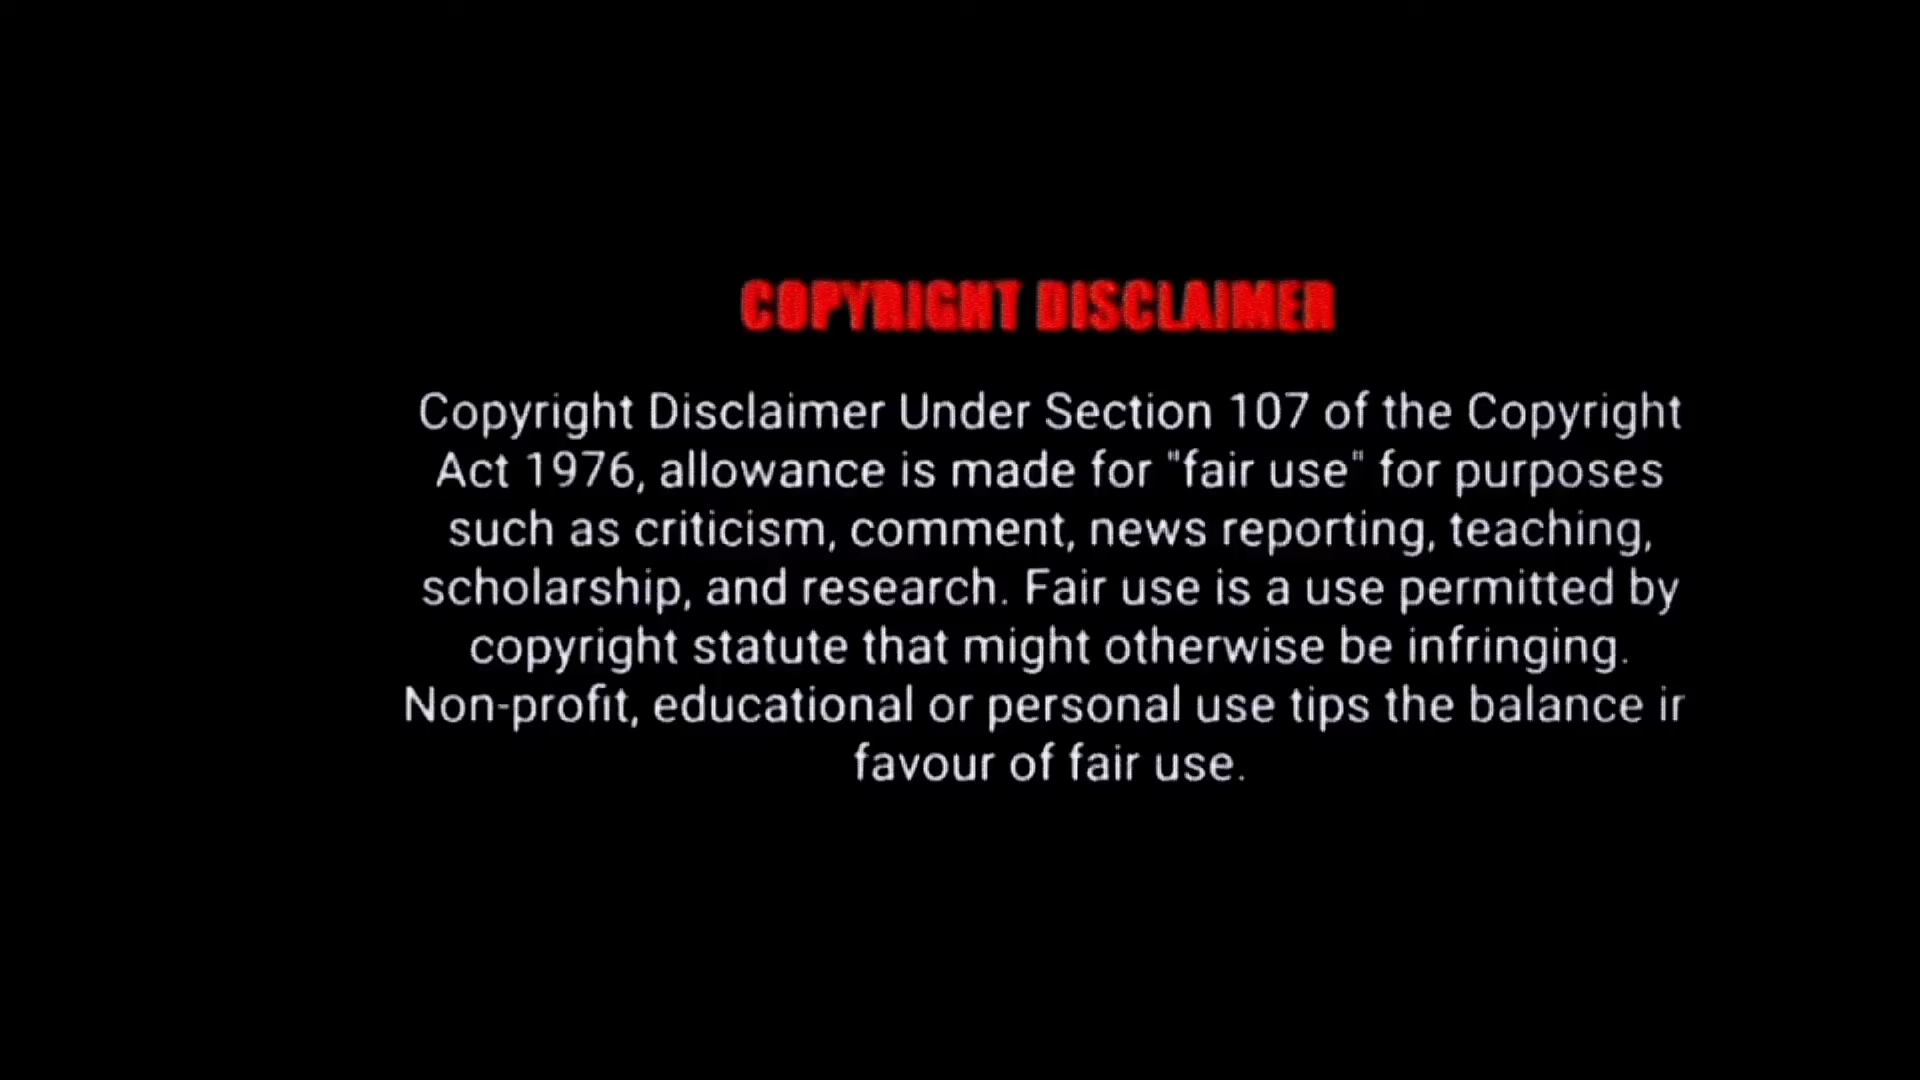 COPYRIGHT DISCLAIMER
Copyright Disclaimer Under Section 107 of the Copyright
Act 1976, allowance is made for "fair use" for purposes
such as criticism, comment, news reporting, teaching,
scholarship, and research. Fair use is a use permitted by
copyright statute that might otherwise be infringing.
Non-profit, educational or personal use tips the balance ir
favour of fair use.